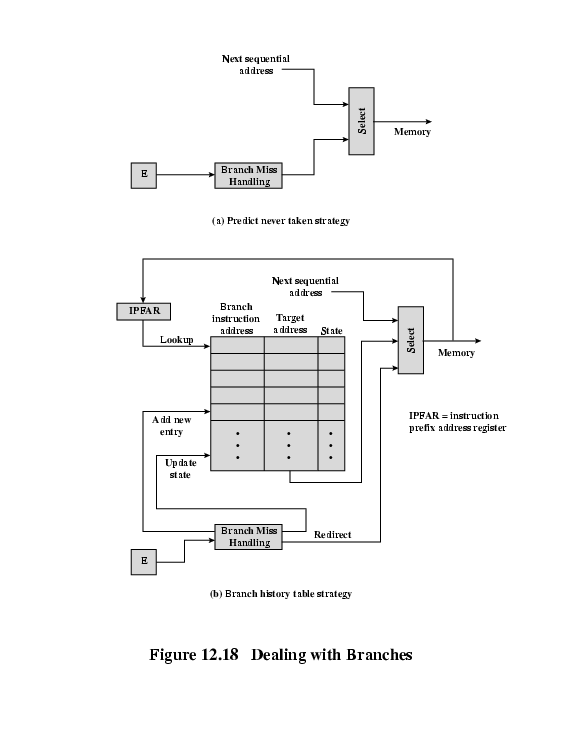 Next sequential
address
Select
Memory
E
Branch Miss
Handling
(a) Predict never taken strategy
IPFAR
Lookup
Branch
instruction
address
Target
address
State
Next sequential
address
Select
Memory
Add new
entry
Update
state
IPFAR = instruction
prefix address register
Branch Miss
Handling
Redirect
E
(b) Branch history table strategy
Figure 12.18 Dealing with Branches